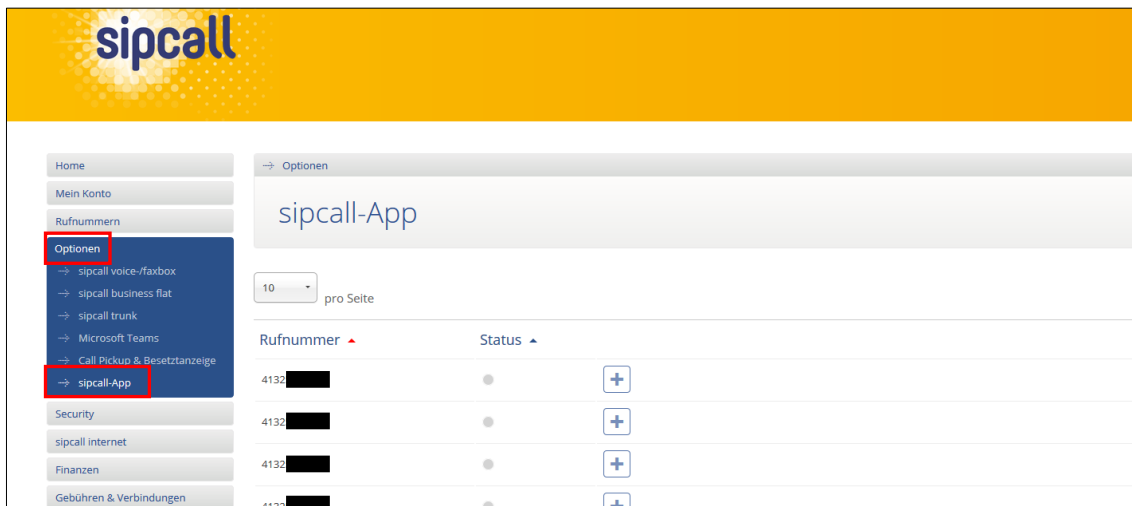 sipcall
Home
Mein Konto
Rufnummern
Optionen
sipcall voice-/faxbox
sipcall business flat
sipcall trunk
Microsoft Teams
Call Pickup & Besetztanzeige
sipcall-App
Security
sipcall internet
Finanzen
Gebühren & Verbindungen
Optionen
sipcall-App
10 pro Seite
Rufnummer Status
4132
4132
4132
4132